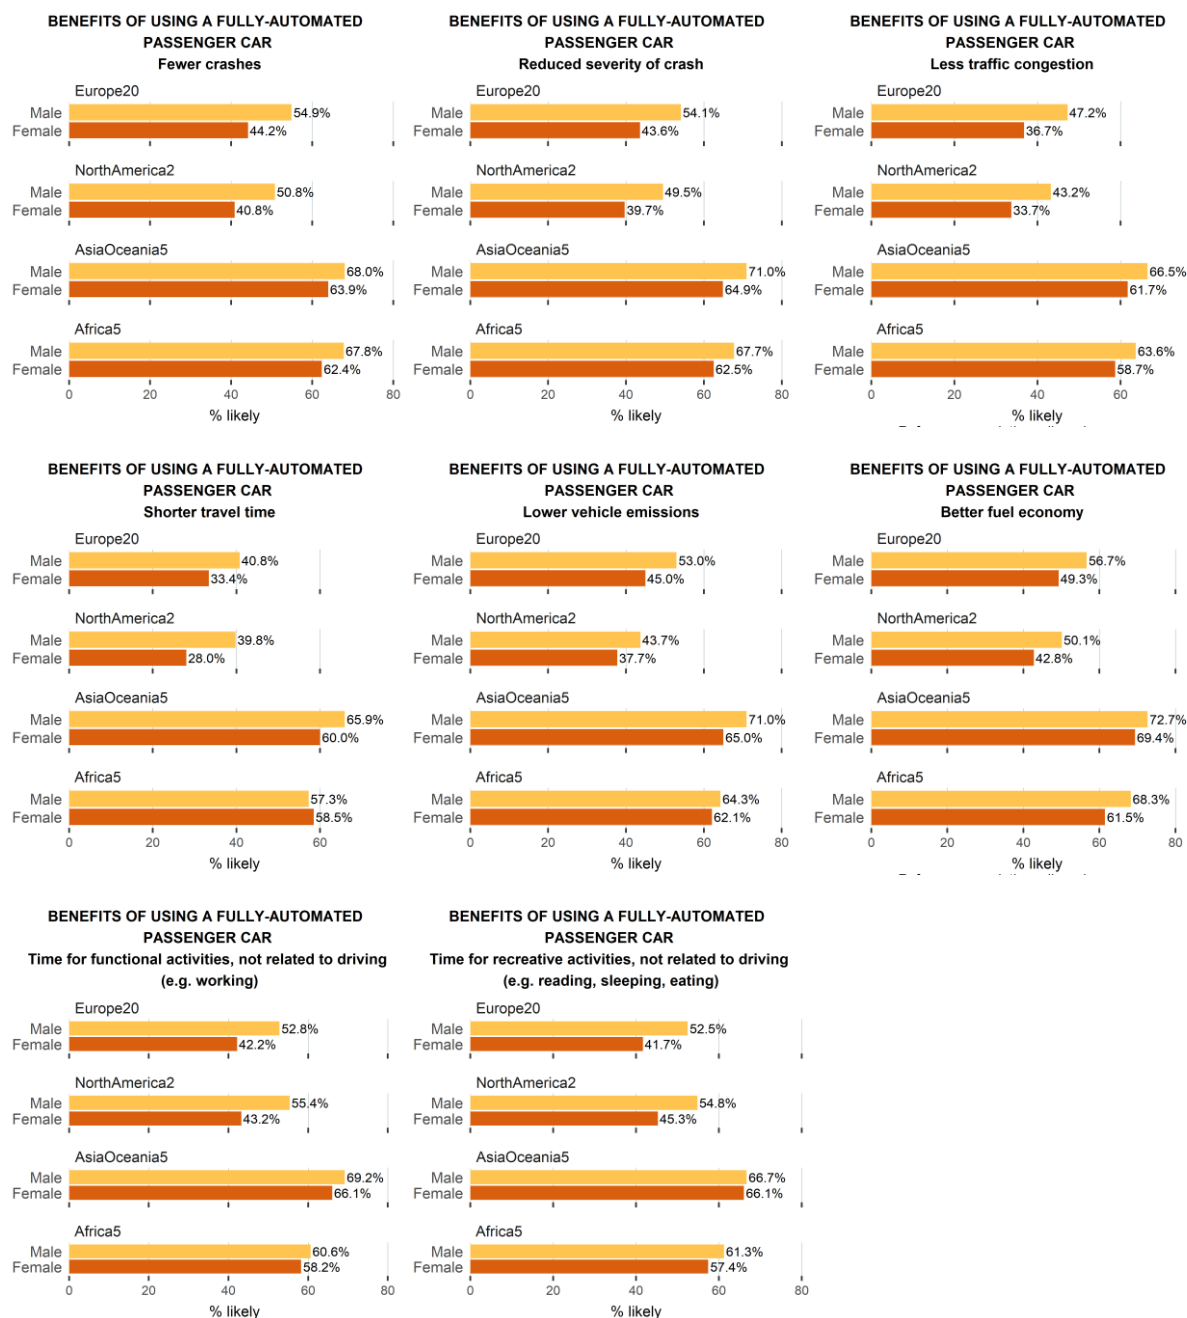 BENEFITS OF USING A FULLY-AUTOMATED
PASSENGER CAR
Fewer crashes
Europe20
Male 54.9%
Female 44.2%
NorthAmerica2
Male 50.8%
Female 40.8%
AsiaOceania5
Male 68.0%
Female 63.9%
Africa5
Male 67.8%
Female 62.4%
0 20 40 60 80
% likely
BENEFITS OF USING A FULLY-AUTOMATED
PASSENGER CAR
Reduced severity of crash
Europe20
Male 54.1%
Female 43.6%
NorthAmerica2
Male 49.5%
Female 39.7%
AsiaOceania5
Male 71.0%
Female 64.9%
Africa5
Male 67.7%
Female 62.5%
0 20 40 60 80
% likely
BENEFITS OF USING A FULLY-AUTOMATED
PASSENGER CAR
Less traffic congestion
Europe20
Male 47.2%
Female 36.7%
NorthAmerica2
Male 43.2%
Female 33.7%
AsiaOceania5
Male 66.5%
Female 61.7%
Africa5
Male 63.6%
Female 58.7%
0 20 40 60
% likely
BENEFITS OF USING A FULLY-AUTOMATED
PASSENGER CAR
Shorter travel time
Europe20
Male 40.8%
Female 33.4%
NorthAmerica2
Male 39.8%
Female 28.0%
AsiaOceania5
Male 65.9%
Female 60.0%
Africa5
Male 57.3%
Female 58.5%
0 20 40 60
% likely
BENEFITS OF USING A FULLY-AUTOMATED
PASSENGER CAR
Lower vehicle emissions
Europe20
Male 53.0%
Female 45.0%
NorthAmerica2
Male 43.7%
Female 37.7%
AsiaOceania5
Male 71.0%
Female 65.0%
Africa5
Male 64.3%
Female 62.1%
0 20 40 60 80
% likely
BENEFITS OF USING A FULLY-AUTOMATED
PASSENGER CAR
Better fuel economy
Europe20
Male 56.7%
Female 49.3%
NorthAmerica2
Male 50.1%
Female 42.8%
AsiaOceania5
Male 72.7%
Female 69.4%
Africa5
Male 68.3%
Female 61.5%
0 20 40 60 80
% likely
BENEFITS OF USING A FULLY-AUTOMATED
PASSENGER CAR
Time for functional activities, not related to driving
(e.g. working)
Europe20
Male 52.8%
Female 42.2%
NorthAmerica2
Male 55.4%
Female 43.2%
AsiaOceania5
Male 69.2%
Female 66.1%
Africa5
Male 60.6%
Female 58.2%
0 20 40 60 80
% likely
BENEFITS OF USING A FULLY-AUTOMATED
PASSENGER CAR
Time for recreative activities, not related to driving
(e.g. reading, sleeping, eating)
Europe20
Male 52.5%
Female 41.7%
NorthAmerica2
Male 54.8%
Female 45.3%
AsiaOceania5
Male 66.7%
Female 66.1%
Africa5
Male 61.3%
Female 57.4%
0 20 40 60 80
% likely